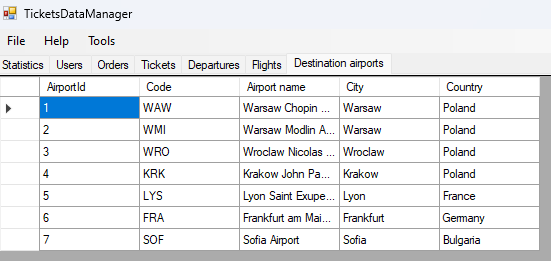 TicketsDataManager
File Help Tools
Statistics Users Orders Tickets Departures Flights Destination airports
AirportId Code Airport name City Country
1 WAW Warsaw Chopin ... Warsaw Poland
2 WMI Warsaw Modlin A... Warsaw Poland
3 WRO Wroclaw Nicolas ... Wroclaw Poland
4 KRK Krakow John Pa... Krakow Poland
5 LYS Lyon Saint Exupe... Lyon France
6 FRA Frankfurt am Mai... Frankfurt Germany
7 SOF Sofia Airport Sofia Bulgaria